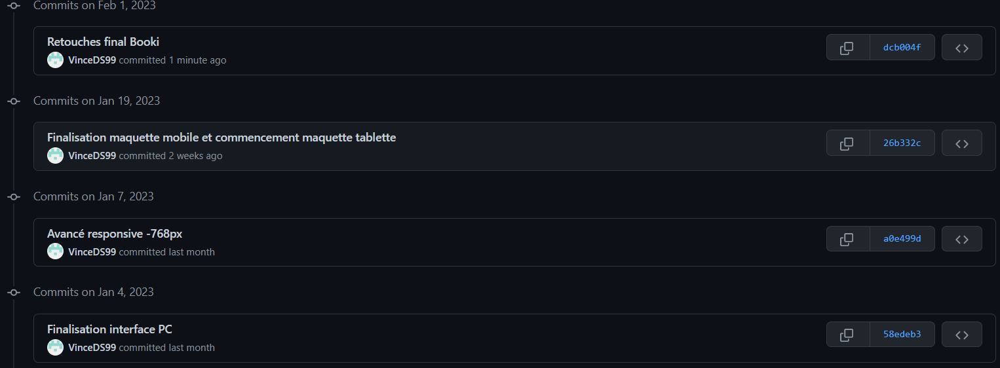 Commits on Feb 1, 2023
Retouches final Booki
dcb004f
VinceDS99 committed 1 minute ago
Commits on Jan 19, 2023
Finalisation maquette mobile et commencement maquette tablette
26b332c
VinceDS99 committed 2 weeks ago
Commits on Jan 7, 2023
Avancé responsive -768px
a0e499d
VinceDS99 committed last month
Commits on Jan 4, 2023
Finalisation interface PC
58edeb3
VinceDS99 committed last month